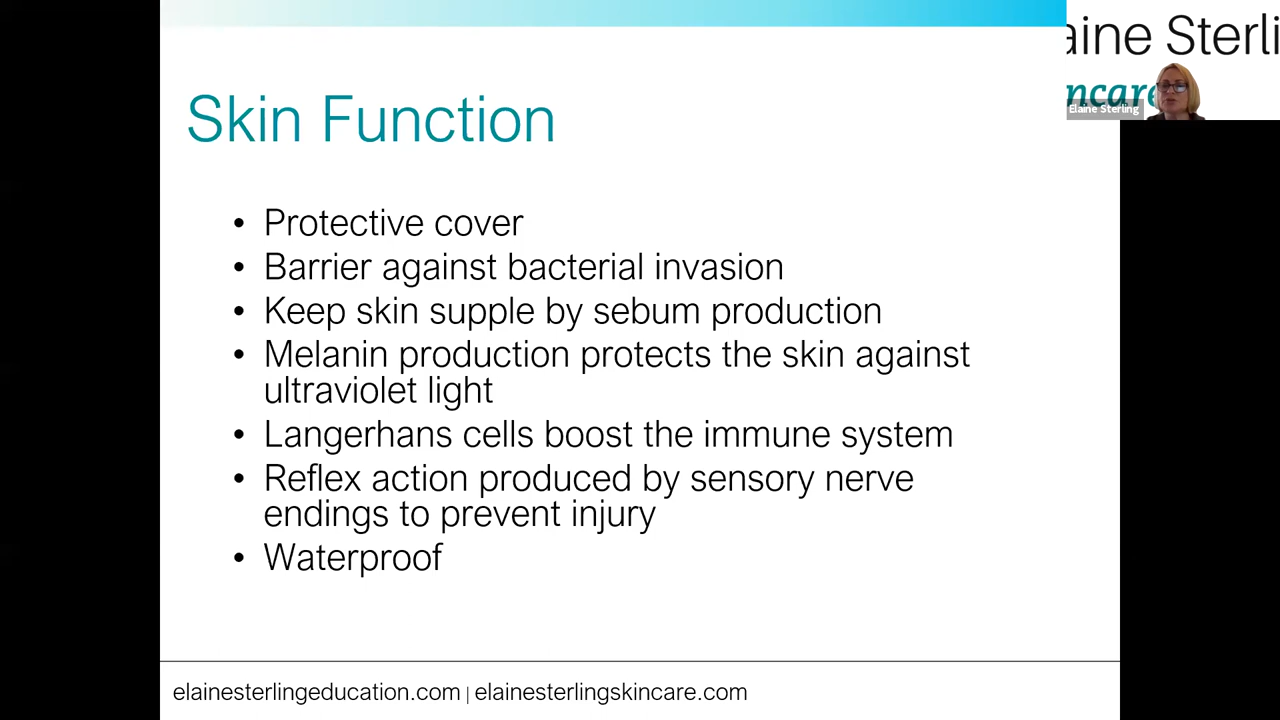 aine Sterli
ncare
Elaine Sterling
Skin Function
• Protective cover
• Barrier against bacterial invasion
• Keep skin supple by sebum production
• Melanin production protects the skin against
ultraviolet light
• Langerhans cells boost the immune system
• Reflex action produced by sensory nerve
endings to prevent injury
• Waterproof
elainesterlingeducation.com | elainesterlingskincare.com